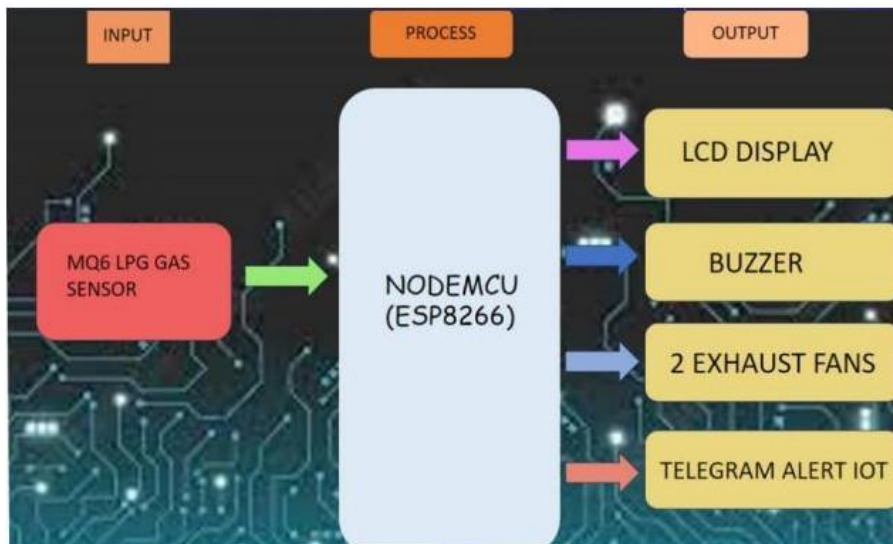 INPUT
PROCESS
OUTPUT
MQ6 LPG GAS
SENSOR
NODEMCU
(ESP8266)
LCD DISPLAY
BUZZER
2 EXHAUST FANS
TELEGRAM ALERT IOT